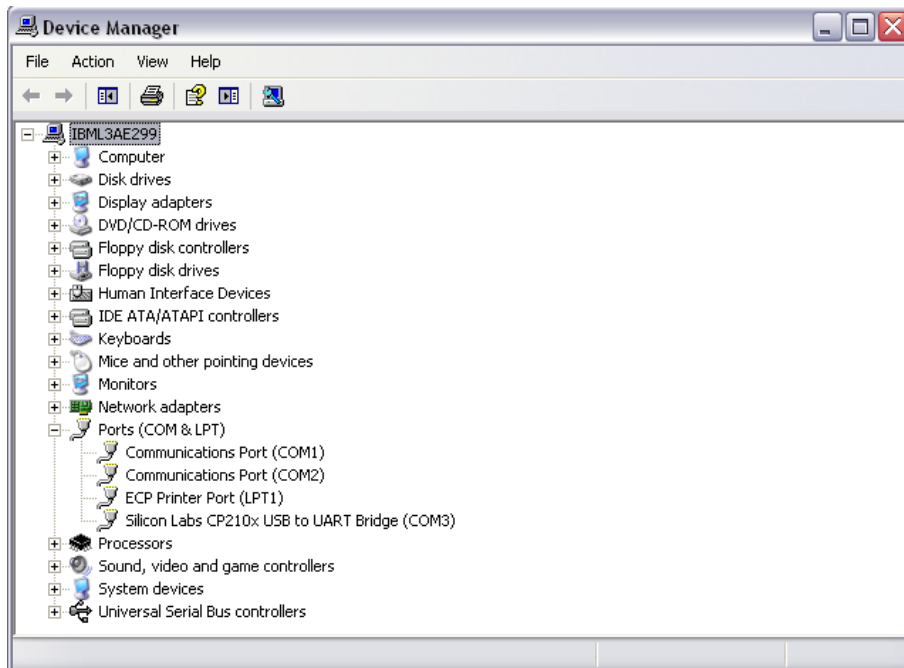 Device Manager
File Action View Help
IBML3AE299
Computer
Disk drives
Display adapters
DVD/CD-ROM drives
Floppy disk controllers
Floppy disk drives
Human Interface Devices
IDE ATA/ATAPI controllers
Keyboards
Mice and other pointing devices
Monitors
Network adapters
Ports (COM & LPT)
Communications Port (COM1)
Communications Port (COM2)
ECP Printer Port (LPT1)
Silicon Labs CP210x USB to UART Bridge (COM3)
Processors
Sound, video and game controllers
System devices
Universal Serial Bus controllers